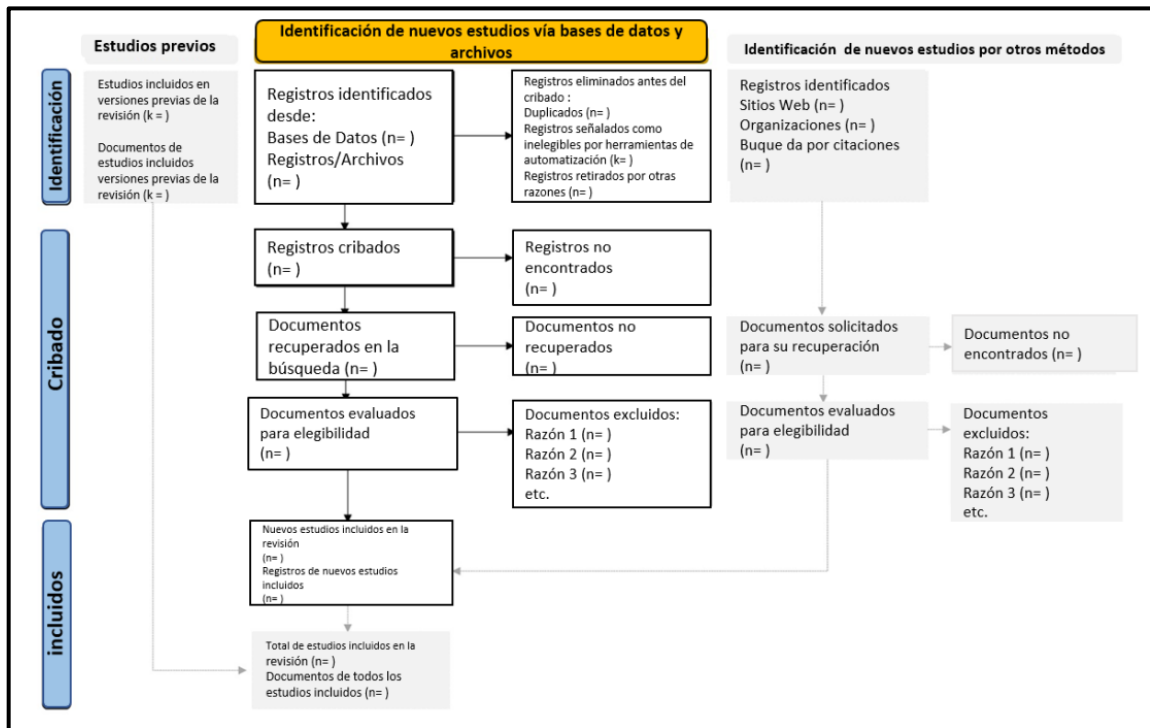 Estudios previos
Identificación de nuevos estudios vía bases de datos y
archivos
Identificación de nuevos estudios por otros métodos
Identificación
Estudios incluidos en
versiones previas de la
revisión (k = )
Documentos de
estudios incluidos
versiones previas de la
revisión (k = )
Registros identificados
desde:
Bases de Datos (n= )
Registros/Archivos
(n= )
Registros eliminados antes del
cribado :
Duplicados (n= )
Registros señalados como
inelegibles por herramientas de
automatización (k= )
Registros retirados por otras
razones (n= )
Registros identificados
Sitios Web (n= )
Organizaciones (n= )
Buque da por citaciones
(n= )
Cribado
Registros cribados
(n= )
Registros no
encontrados
(n= )
Documentos
recuperados en la
búsqueda (n= )
Documentos no
recuperados
(n= )
Documentos solicitados
para su recuperación
(n= )
Documentos no
encontrados (n= )
Documentos evaluados
para elegibilidad
(n= )
Documentos excluidos:
Razón 1 (n= )
Razón 2 (n= )
Razón 3 (n= )
etc.
Documentos evaluados
para elegibilidad
(n= )
Documentos
excluidos:
Razón 1 (n= )
Razón 2 (n= )
Razón 3 (n= )
etc.
incluidos
Nuevos estudios incluidos en la
revisión
(n= )
Registros de nuevos estudios
incluidos
(n= )
Total de estudios incluidos en la
revisión (n= )
Documentos de todos los
estudios incluidos (n= )